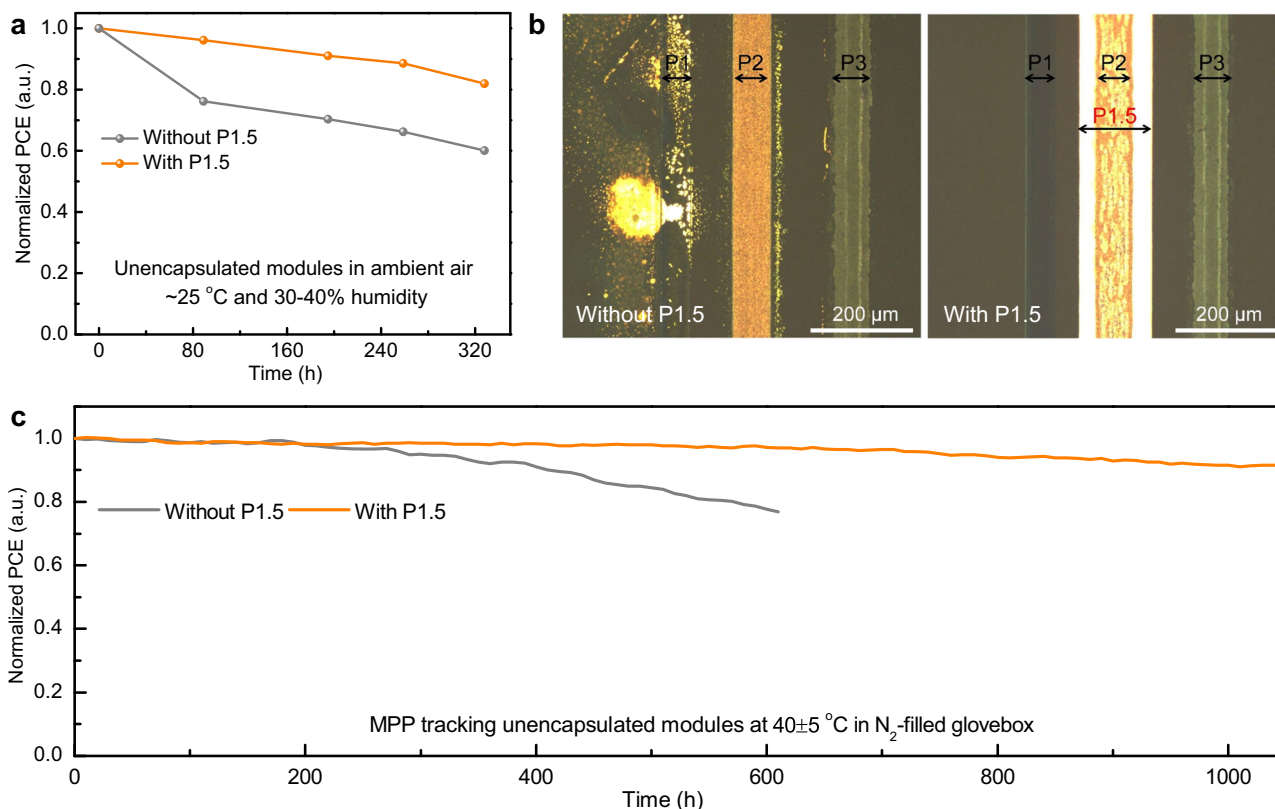 a
Normalized PCE (a.u.)
1.0
0.8
0.6
0.4
0.2
0.0
Without P1.5
With P1.5
Unencapsulated modules in ambient air
~25 °C and 30-40% humidity
0 80 160 240 320
Time (h)
b
P1 P2 P3
Without P1.5
200 µm
P1 P2 P3
P1.5
With P1.5
200 µm
c
Normalized PCE (a.u.)
1.0
0.8
0.6
0.4
0.2
0.0
Without P1.5 With P1.5
MPP tracking unencapsulated modules at 40±5 °C in N₂-filled glovebox
0 200 400 600 800 1000
Time (h)